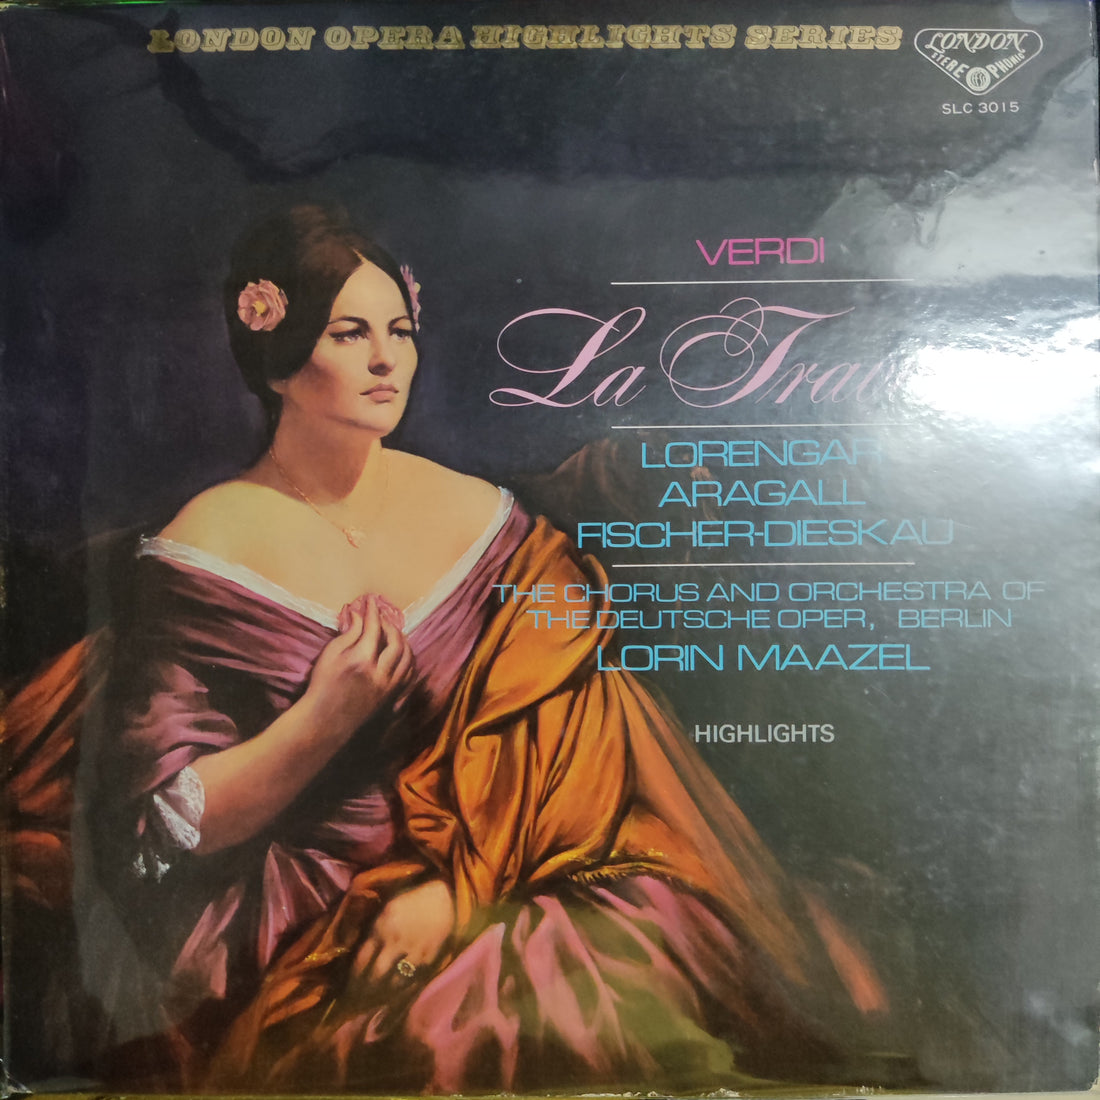 LONDON OPERA HIGHLIGHTS SERIES
LONDON
STEREOPHONIC
SLC 3015
VERDI
La
LORENGAR
ARAGALL
FISCHER-DIESKAU
THE CHORUS AND ORCHESTRA OF
THE DEUTSCHE OPER, BERLIN
LORIN MAAZEL
HIGHLIGHTS